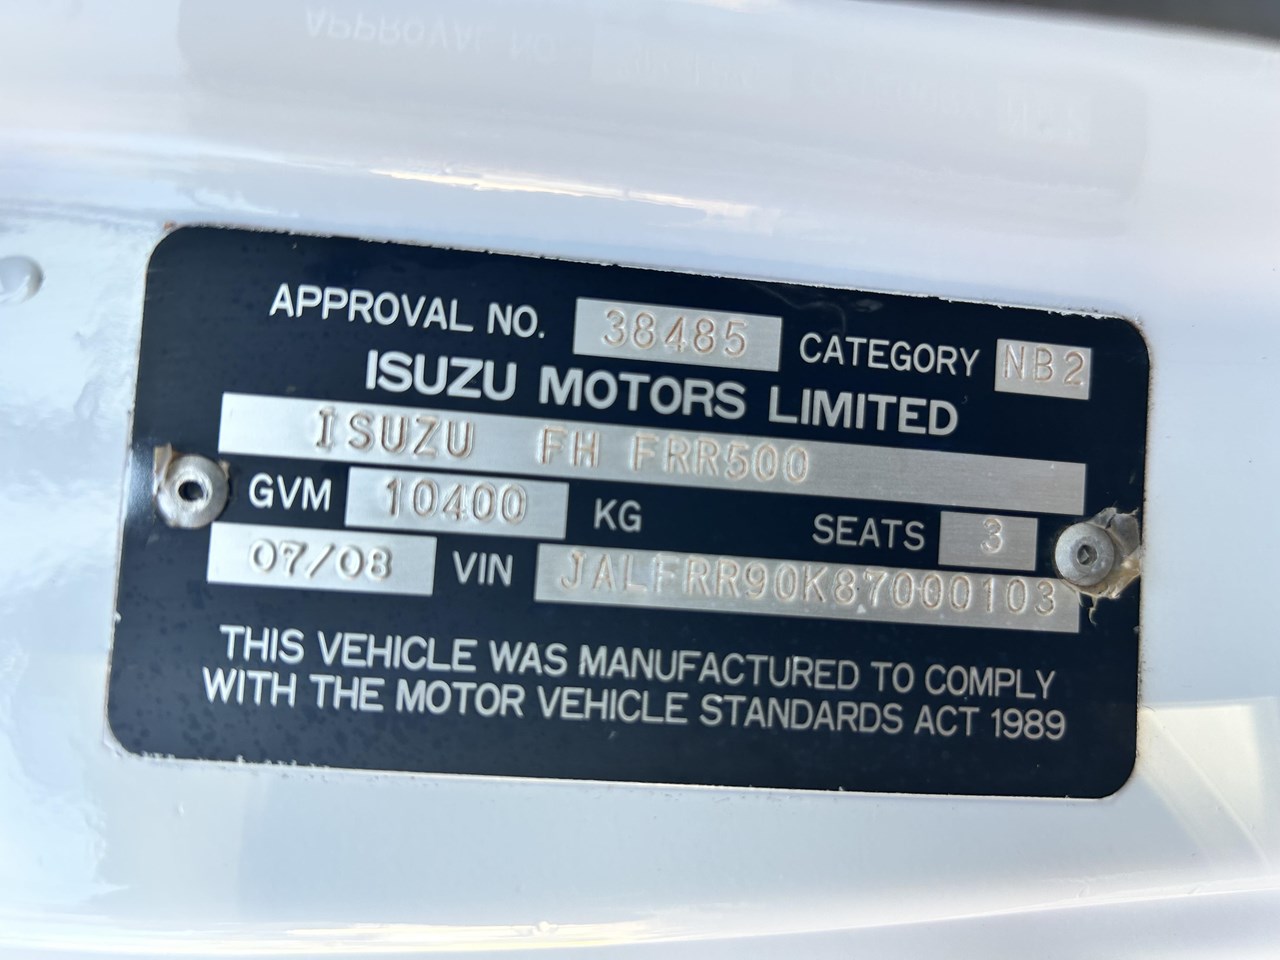 APPROVAL NO. 38485 CATEGORY NB2
ISUZU MOTORS LIMITED
ISUZU FH FRR500
GVM 10400 KG SEATS 3
07/08 VIN JALFRR90K87000103
THIS VEHICLE WAS MANUFACTURED TO COMPLY
WITH THE MOTOR VEHICLE STANDARDS ACT 1989